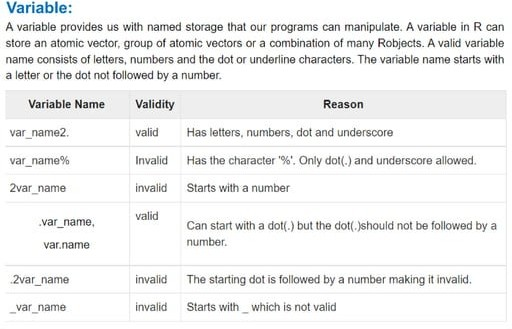 Variable:
A variable provides us with named storage that our programs can manipulate. A variable in R can
store an atomic vector, group of atomic vectors or a combination of many Robjects. A valid variable
name consists of letters, numbers and the dot or underline characters. The variable name starts with
a letter or the dot not followed by a number.
Variable Name Validity Reason
var_name2. valid Has letters, numbers, dot and underscore
var_name% Invalid Has the character '%'. Only dot(.) and underscore allowed.
2var_name invalid Starts with a number
.var_name, valid Can start with a dot(.) but the dot(.)should not be followed by a
var.name number.
.2var_name invalid The starting dot is followed by a number making it invalid.
_var_name invalid Starts with _ which is not valid